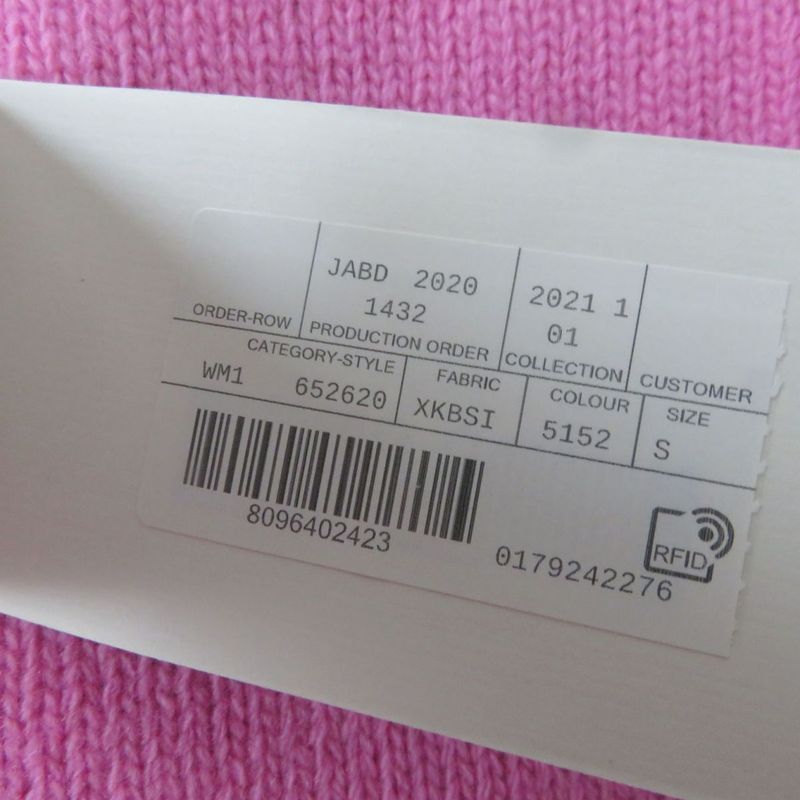 JABD 2020
1432
2021 1
01
ORDER-ROW
PRODUCTION ORDER
COLLECTION
CUSTOMER
CATEGORY-STYLE
WM1 652620
FABRIC
XKBSI
COLOUR
5152
SIZE
S
8096402423
0179242276
RFID